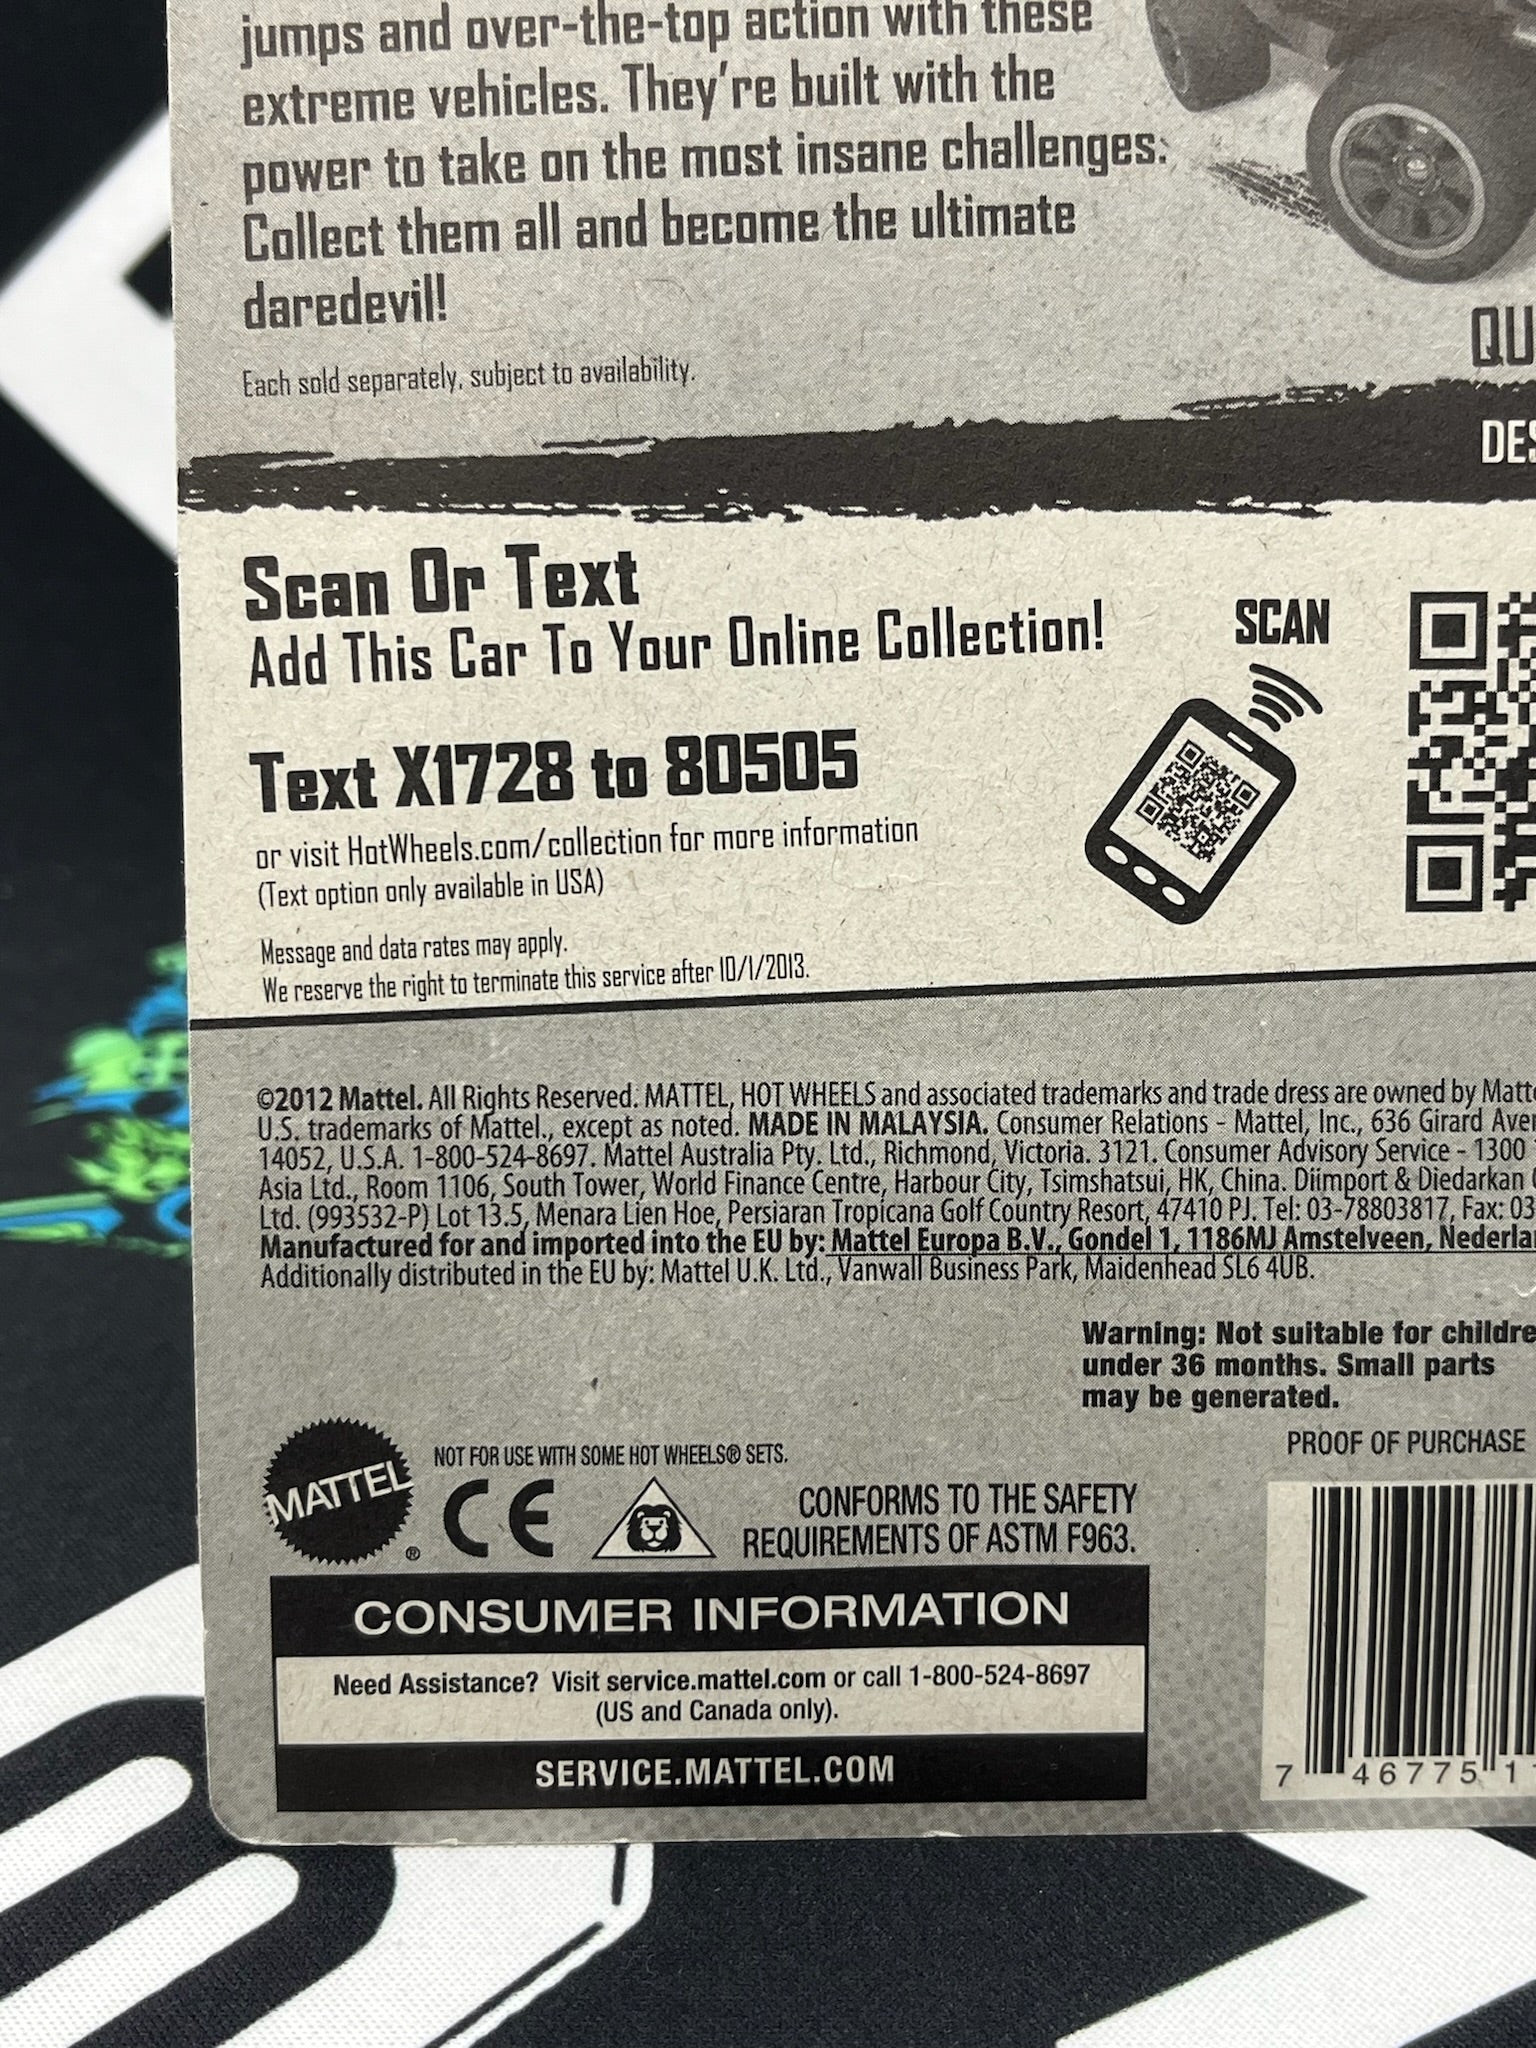 jumps and over-the-top action with these
extreme vehicles. They're built with the
power to take on the most insane challenges.
Collect them all and become the ultimate
daredevil!
Each sold separately, subject to availability.
QU
DES
Scan Or Text
Add This Car To Your Online Collection!
SCAN
Text X1728 to 80505
or visit HotWheels.com/collection for more information
(Text option only available in USA)
Message and data rates may apply.
We reserve the right to terminate this service after 10/1/2013.
©2012 Mattel. All Rights Reserved. MATTEL, HOT WHEELS and associated trademarks and trade dress are owned by Matte
U.S. trademarks of Mattel., except as noted. MADE IN MALAYSIA. Consumer Relations - Mattel, Inc., 636 Girard Aven
14052, U.S.A. 1-800-524-8697. Mattel Australia Pty. Ltd., Richmond, Victoria. 3121. Consumer Advisory Service - 1300
Asia Ltd., Room 1106, South Tower, World Finance Centre, Harbour City, Tsimshatsui, HK, China. Diimport & Diedarkan
Ltd. (993532-P) Lot 13.5, Menara Lien Hoe, Persiaran Tropicana Golf Country Resort, 47410 PJ. Tel: 03-78803817, Fax: 03
Manufactured for and imported into the EU by: Mattel Europa B.V., Gondel 1, 1186MJ Amstelveen, Nederla
Additionally distributed in the EU by: Mattel U.K. Ltd., Vanwall Business Park, Maidenhead SL6 4UB.
Warning: Not suitable for childre
under 36 months. Small parts
may be generated.
PROOF OF PURCHASE
NOT FOR USE WITH SOME HOT WHEELS® SETS.
MATTEL ®
CE
CONFORMS TO THE SAFETY
REQUIREMENTS OF ASTM F963.
CONSUMER INFORMATION
Need Assistance? Visit service.mattel.com or call 1-800-524-8697
(US and Canada only).
SERVICE.MATTEL.COM
7 46775 1